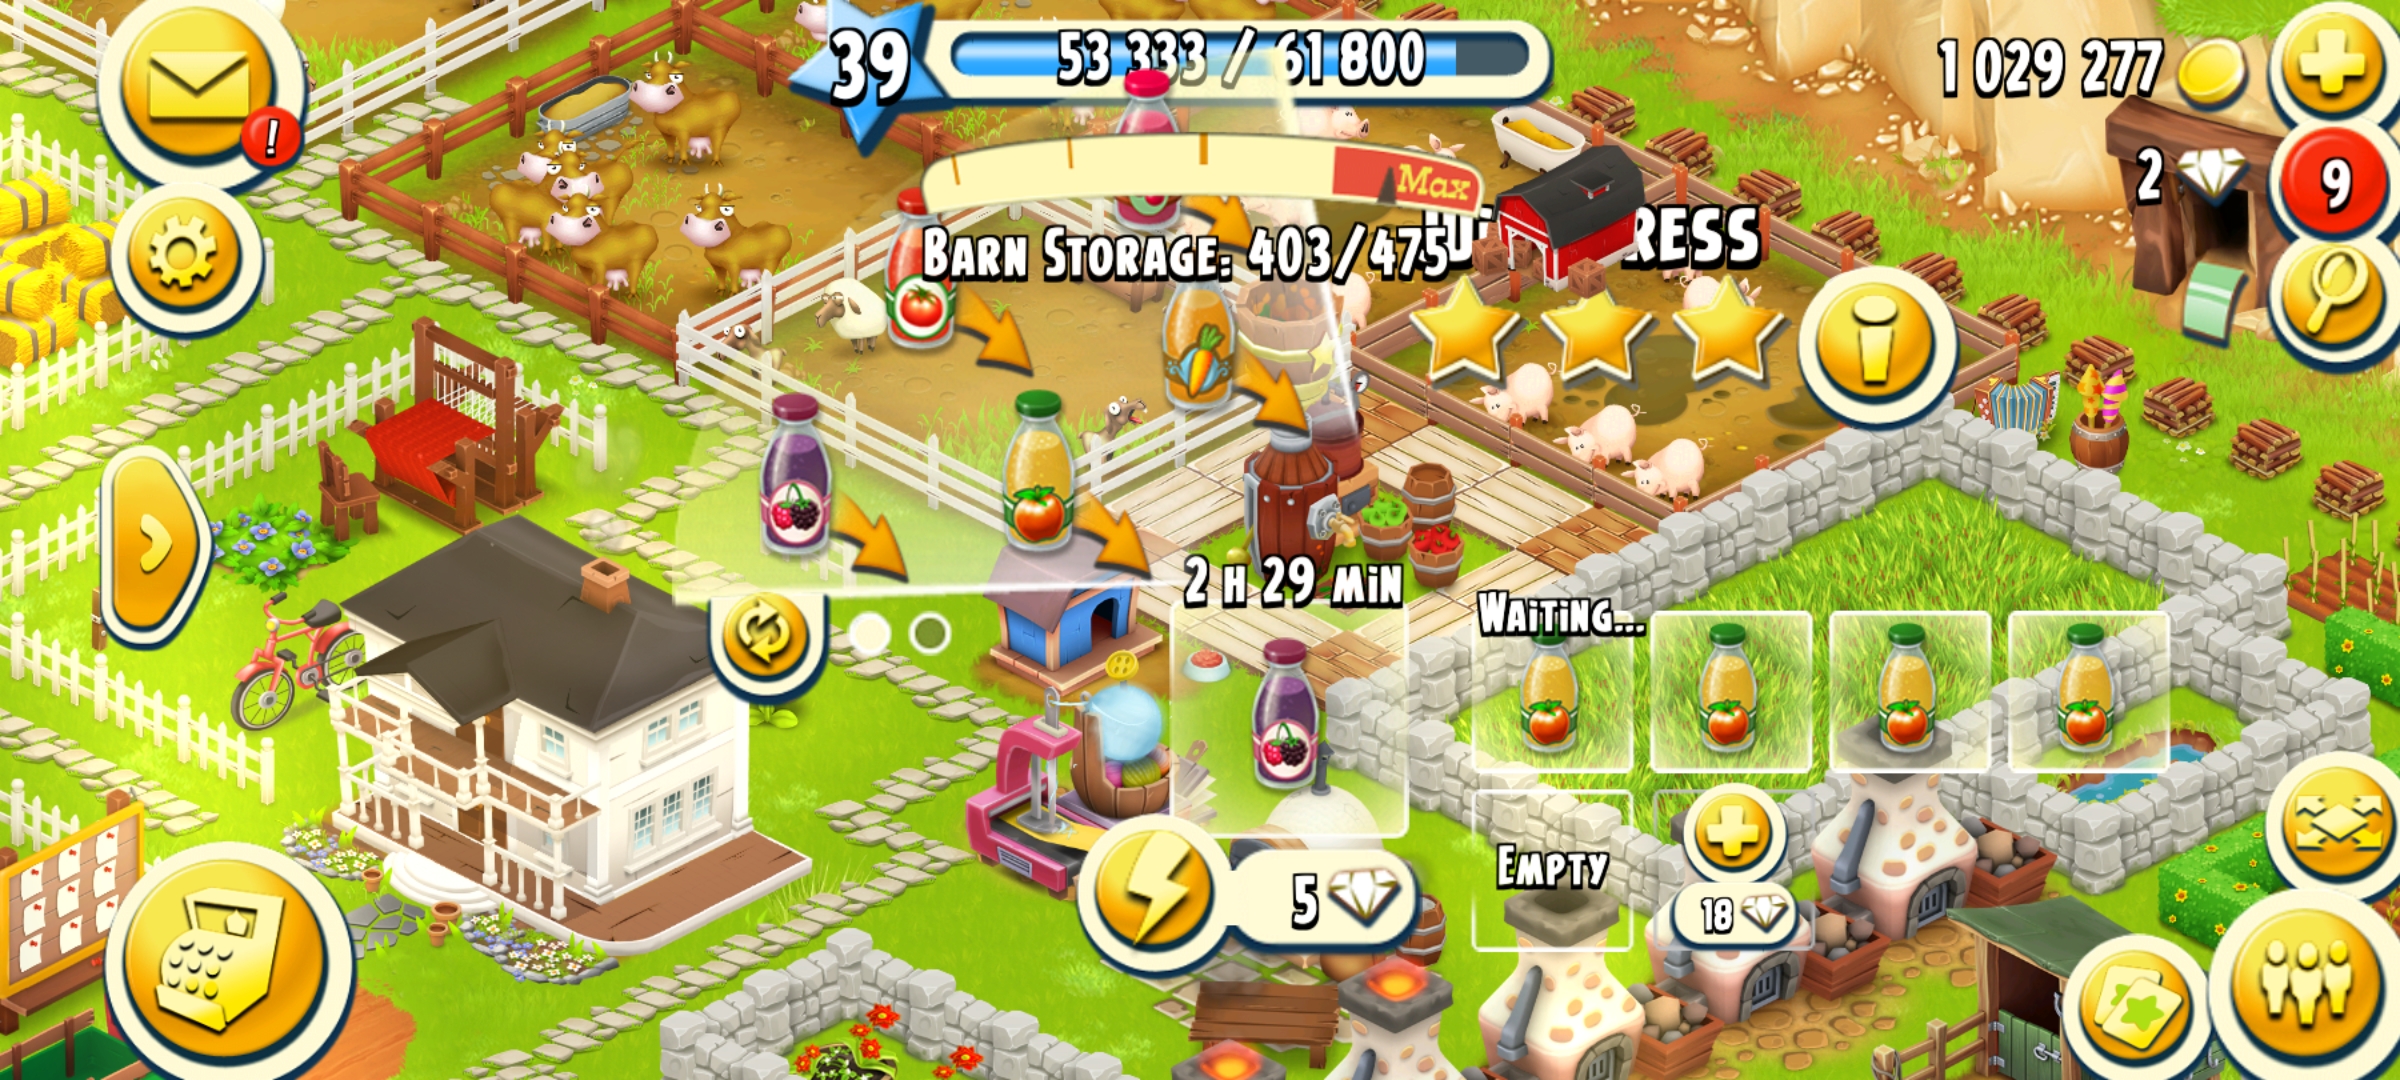 39
53 333 / 61 800
1 029 277
2
9
!
Max
BARN STORAGE: 403/475
RESS
2 H 29 MIN
WAITING...
EMPTY
5
18